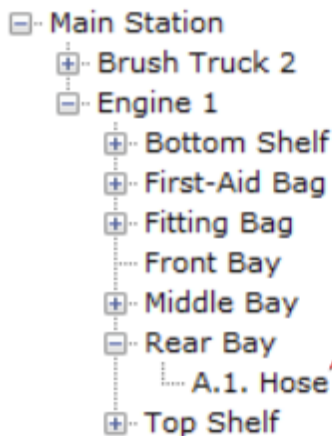 Main Station
Brush Truck 2
Engine 1
Bottom Shelf
First-Aid Bag
Fitting Bag
Front Bay
Middle Bay
Rear Bay
A.1. Hose
Top Shelf